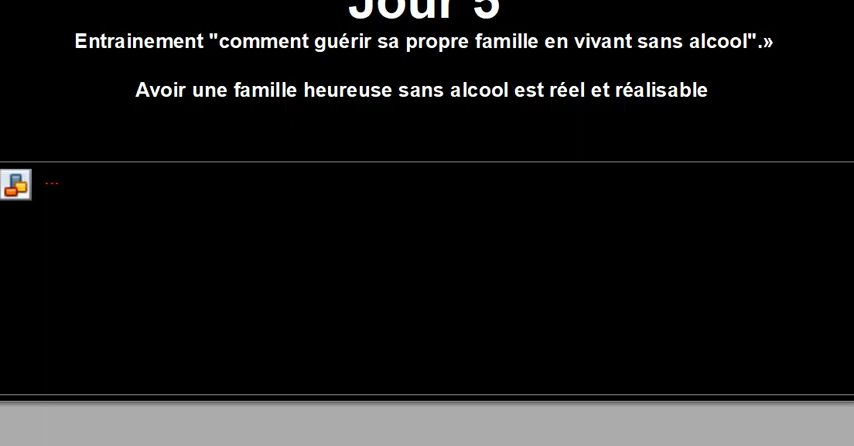 Jour 5
Entrainement "comment guérir sa propre famille en vivant sans alcool".»
Avoir une famille heureuse sans alcool est réel et réalisable
...